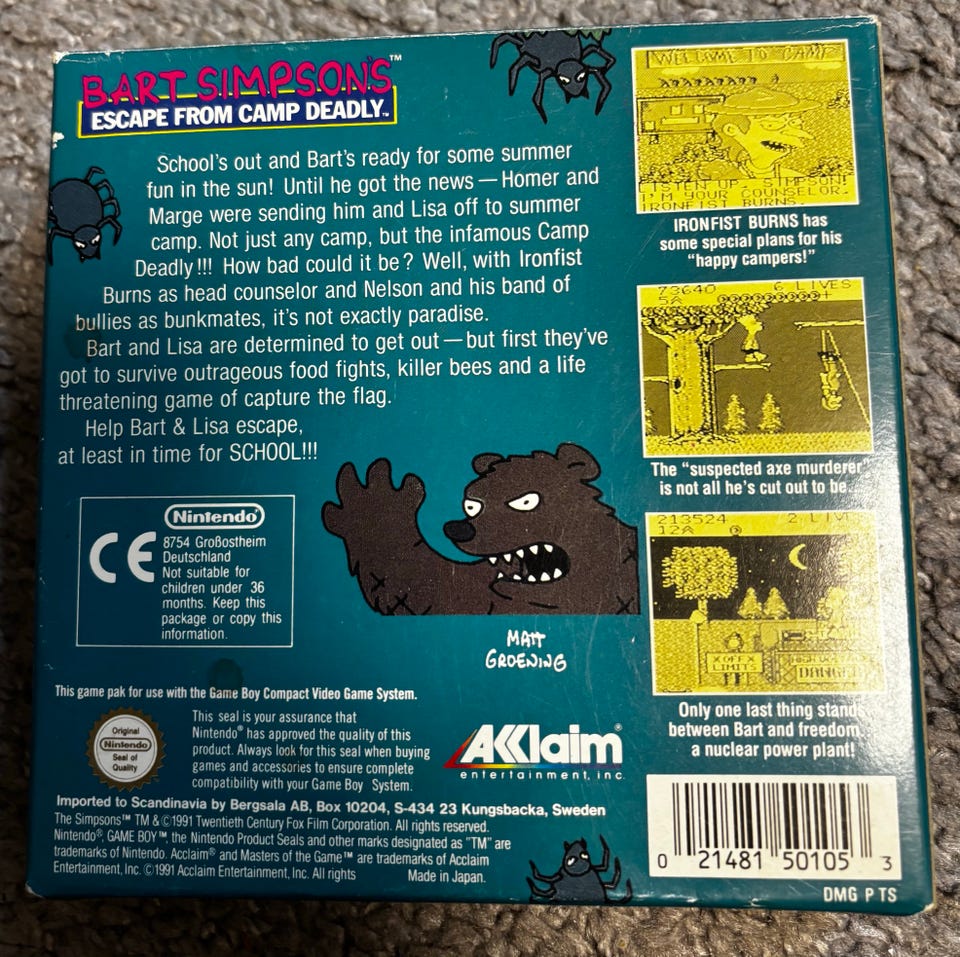 BART SIMPSON'S™
ESCAPE FROM CAMP DEADLY™
School's out and Bart's ready for some summer
fun in the sun! Until he got the news — Homer and
Marge were sending him and Lisa off to summer
camp. Not just any camp, but the infamous Camp
Deadly!!! How bad could it be? Well, with Ironfist
Burns as head counselor and Nelson and his band of
bullies as bunkmates, it's not exactly paradise.
Bart and Lisa are determined to get out — but first they've
got to survive outrageous food fights, killer bees and a life
threatening game of capture the flag.
Help Bart & Lisa escape,
at least in time for SCHOOL!!!
WELCOME TO CAMP
LISTEN UP, SIMPSON!
I'M YOUR COUNSELOR,
IRONFIST BURNS.
IRONFIST BURNS has
some special plans for his
"happy campers!"
73640 6 LIVES
5A
The "suspected axe murderer"
is not all he's cut out to be...
213524 2 LIVES
12A
XOFFX
LIMITS
HIGH VOLTAGE
DANGER
Only one last thing stands
between Bart and freedom,
a nuclear power plant!
CE
Nintendo®
8754 Großostheim
Deutschland
Not suitable for
children under 36
months. Keep this
package or copy this
information.
MATT
GROENING
This game pak for use with the Game Boy Compact Video Game System.
Original
Nintendo
Seal of
Quality
This seal is your assurance that
Nintendo® has approved the quality of this
product. Always look for this seal when buying
games and accessories to ensure complete
compatibility with your Game Boy System.
AKKlaim®
entertainment, inc.
Imported to Scandinavia by Bergsala AB, Box 10204, S-434 23 Kungsbacka, Sweden
The Simpsons™ TM & ©1991 Twentieth Century Fox Film Corporation. All rights reserved.
Nintendo®, GAME BOY™, the Nintendo Product Seals and other marks designated as "TM" are
trademarks of Nintendo. Acclaim® and Masters of the Game™ are trademarks of Acclaim
Entertainment, Inc. ©1991 Acclaim Entertainment, Inc. All rights
Made in Japan.
0 21481 50105 3
DMG P TS